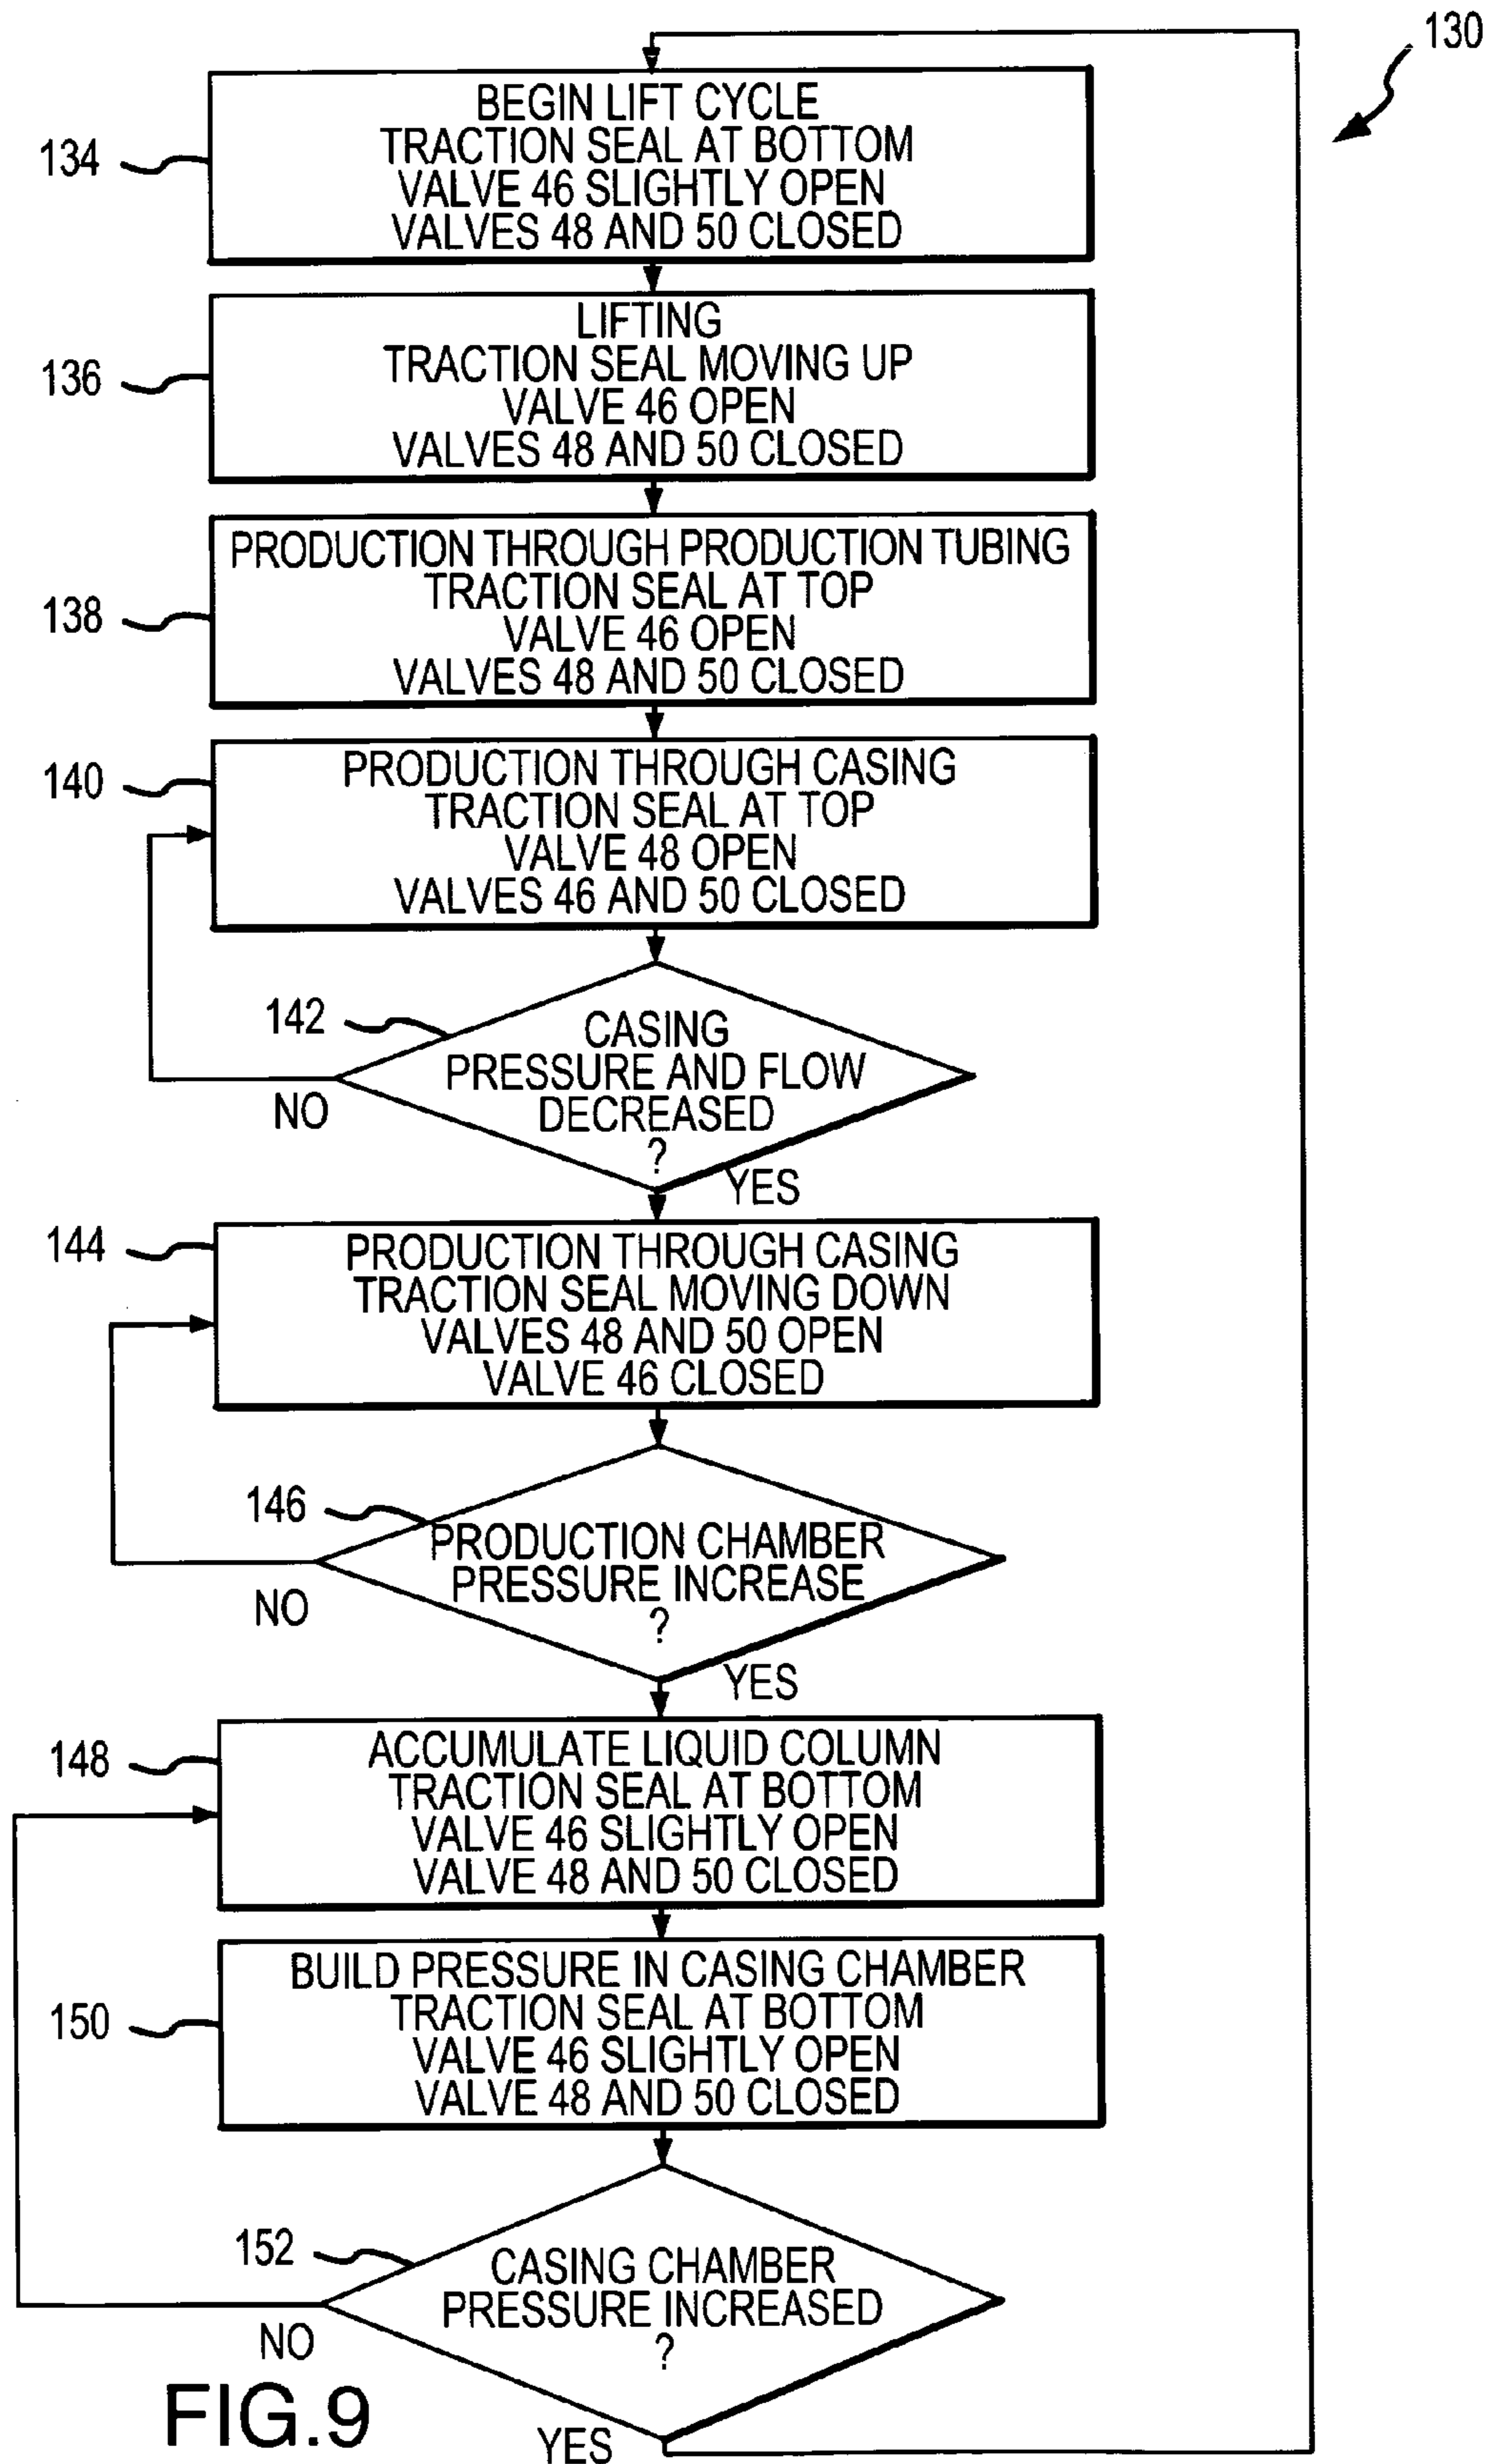 130
134
BEGIN LIFT CYCLE
TRACTION SEAL AT BOTTOM
VALVE 46 SLIGHTLY OPEN
VALVES 48 AND 50 CLOSED
136
LIFTING
TRACTION SEAL MOVING UP
VALVE 46 OPEN
VALVES 48 AND 50 CLOSED
138
PRODUCTION THROUGH PRODUCTION TUBING
TRACTION SEAL AT TOP
VALVE 46 OPEN
VALVES 48 AND 50 CLOSED
140
PRODUCTION THROUGH CASING
TRACTION SEAL AT TOP
VALVE 48 OPEN
VALVES 46 AND 50 CLOSED
142
CASING
PRESSURE AND FLOW
DECREASED
?
NO
YES
144
PRODUCTION THROUGH CASING
TRACTION SEAL MOVING DOWN
VALVES 48 AND 50 OPEN
VALVE 46 CLOSED
146
PRODUCTION CHAMBER
PRESSURE INCREASE
?
NO
YES
148
ACCUMULATE LIQUID COLUMN
TRACTION SEAL AT BOTTOM
VALVE 46 SLIGHTLY OPEN
VALVE 48 AND 50 CLOSED
150
BUILD PRESSURE IN CASING CHAMBER
TRACTION SEAL AT BOTTOM
VALVE 46 SLIGHTLY OPEN
VALVE 48 AND 50 CLOSED
152
CASING CHAMBER
PRESSURE INCREASED
?
NO
YES
FIG.9